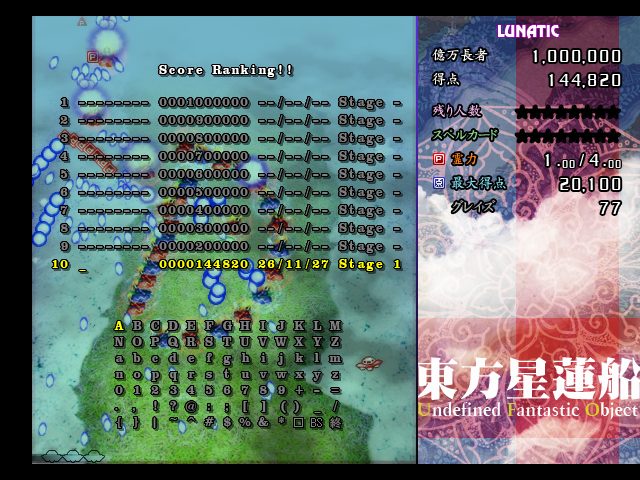 Score Ranking!!
1 -------- 0001000000 --/--/-- Stage -
2 -------- 0000900000 --/--/-- Stage -
3 -------- 0000800000 --/--/-- Stage -
4 -------- 0000700000 --/--/-- Stage -
5 -------- 0000600000 --/--/-- Stage -
6 -------- 0000500000 --/--/-- Stage -
7 -------- 0000400000 --/--/-- Stage -
8 -------- 0000300000 --/--/-- Stage -
9 -------- 0000200000 --/--/-- Stage -
10 _ 0000144820 26/11/27 Stage 1
A B C D E F G H I J K L M
N O P Q R S T U V W X Y Z
a b c d e f g h i j k l m
n o p q r s t u v w x y z
0 1 2 3 4 5 6 7 8 9 + - =
. , ! ? @ : ; [ ] ( ) _ /
{ } | ~ ^ # $ % & * □ BS 終
LUNATIC
億万長者 1,000,000
得点 144,820
残り人数 ★★★★★★★★
スペルカード ★★★★★★★★
P 霊力 1.00/4.00
最大得点 20,100
グレイズ 77
東方星蓮船
Undefined Fantastic Object